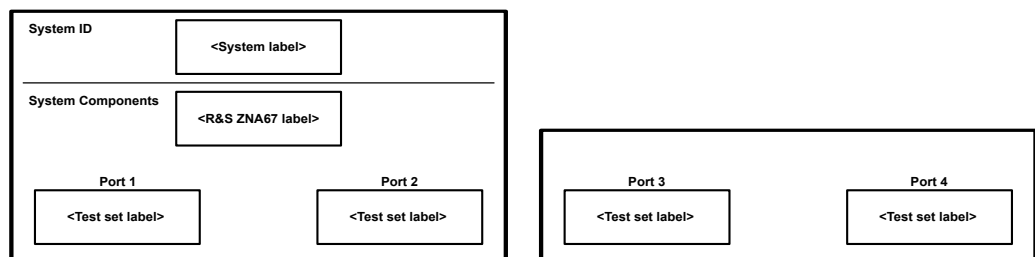 System ID
<System label>
System Components
<R&S ZNA67 label>
Port 1
Port 2
<Test set label>
<Test set label>
Port 3
Port 4
<Test set label>
<Test set label>